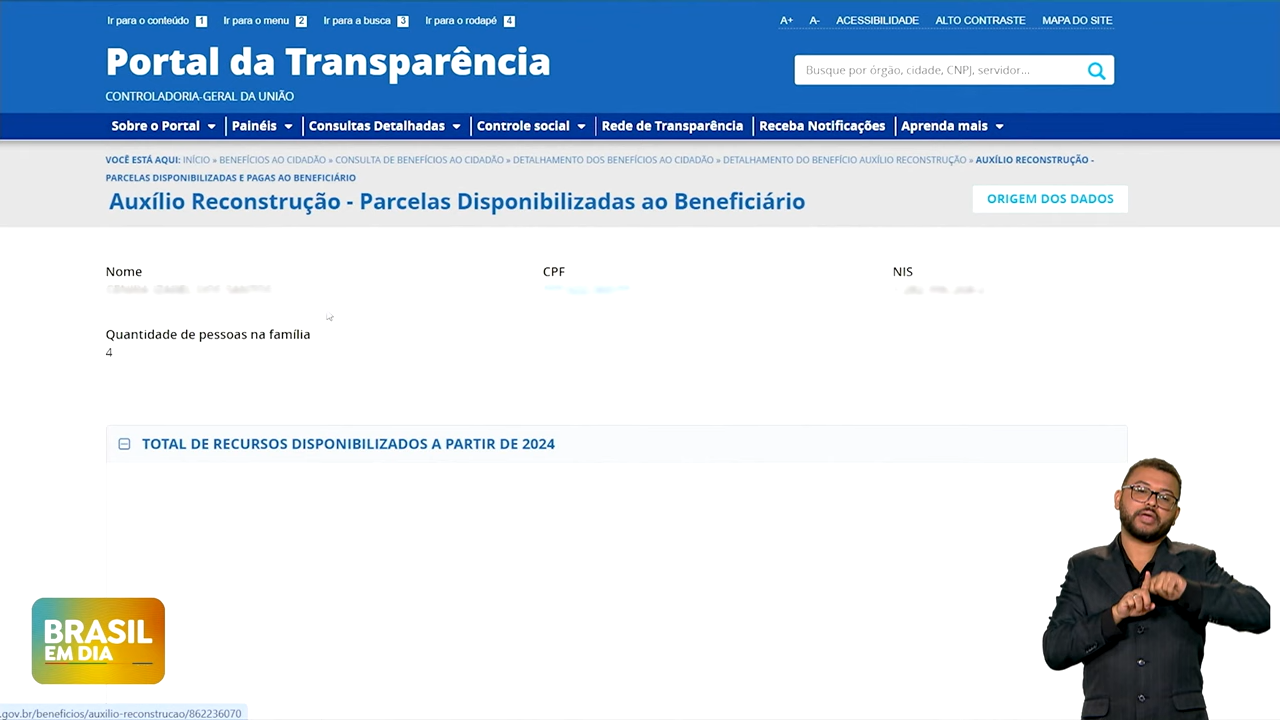 Ir para o conteúdo 1 Ir para o menu 2 Ir para a busca 3 Ir para o rodapé 4
A+ A- ACESSIBILIDADE ALTO CONTRASTE MAPA DO SITE
Portal da Transparência
Busque por órgão, cidade, CNPJ, servidor...
CONTROLADORIA-GERAL DA UNIÃO
Sobre o Portal Painéis Consultas Detalhadas Controle social Rede de Transparência Receba Notificações Aprenda mais
VOCÊ ESTÁ AQUI: INÍCIO » BENEFÍCIOS AO CIDADÃO » CONSULTA DE BENEFÍCIOS AO CIDADÃO » DETALHAMENTO DOS BENEFÍCIOS AO CIDADÃO » DETALHAMENTO DO BENEFÍCIO AUXÍLIO RECONSTRUÇÃO » AUXÍLIO RECONSTRUÇÃO -
PARCELAS DISPONIBILIZADAS E PAGAS AO BENEFICIÁRIO
Auxílio Reconstrução - Parcelas Disponibilizadas ao Beneficiário
ORIGEM DOS DADOS
Nome CPF NIS
Quantidade de pessoas na família
4
TOTAL DE RECURSOS DISPONIBILIZADOS A PARTIR DE 2024
BRASIL
EM DIA
.gov.br/beneficios/auxilio-reconstrucao/862236070